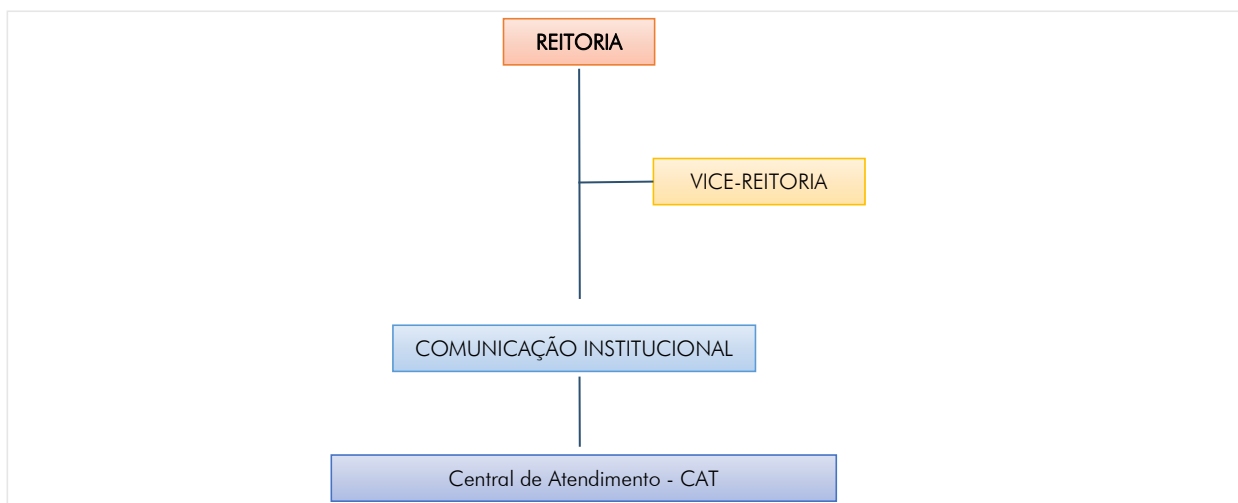 REITORIA
VICE-REITORIA
COMUNICAÇÃO INSTITUCIONAL
Central de Atendimento - CAT